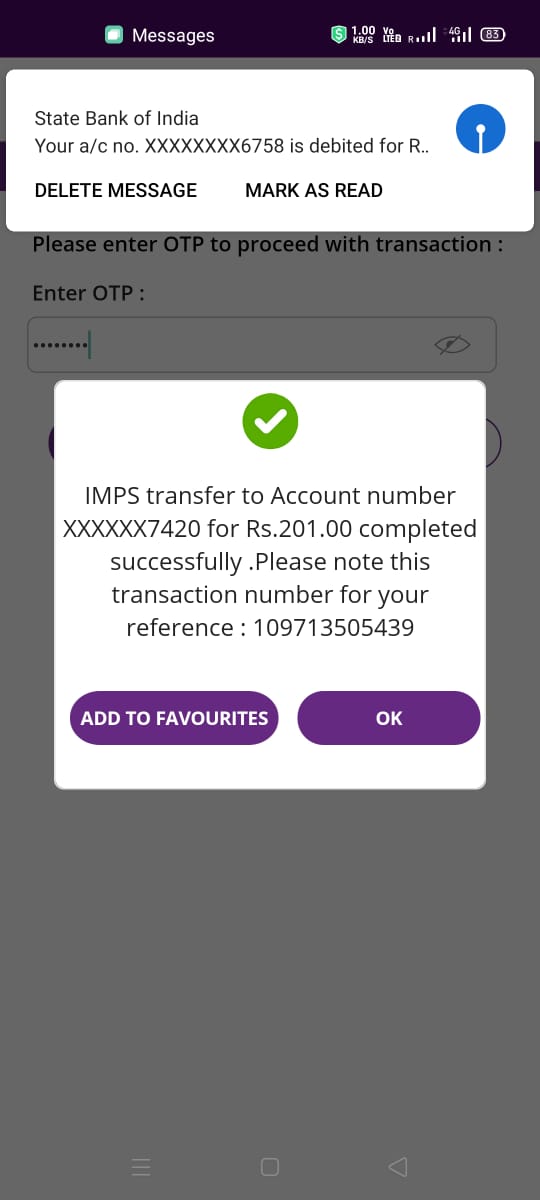 Messages
1.00 KB/S Vo LTE R 4G 83
State Bank of India
Your a/c no. XXXXXXXX6758 is debited for R..
DELETE MESSAGE MARK AS READ
Please enter OTP to proceed with transaction :
Enter OTP :
••••••••
IMPS transfer to Account number
XXXXXX7420 for Rs.201.00 completed
successfully .Please note this
transaction number for your
reference : 109713505439
ADD TO FAVOURITES OK